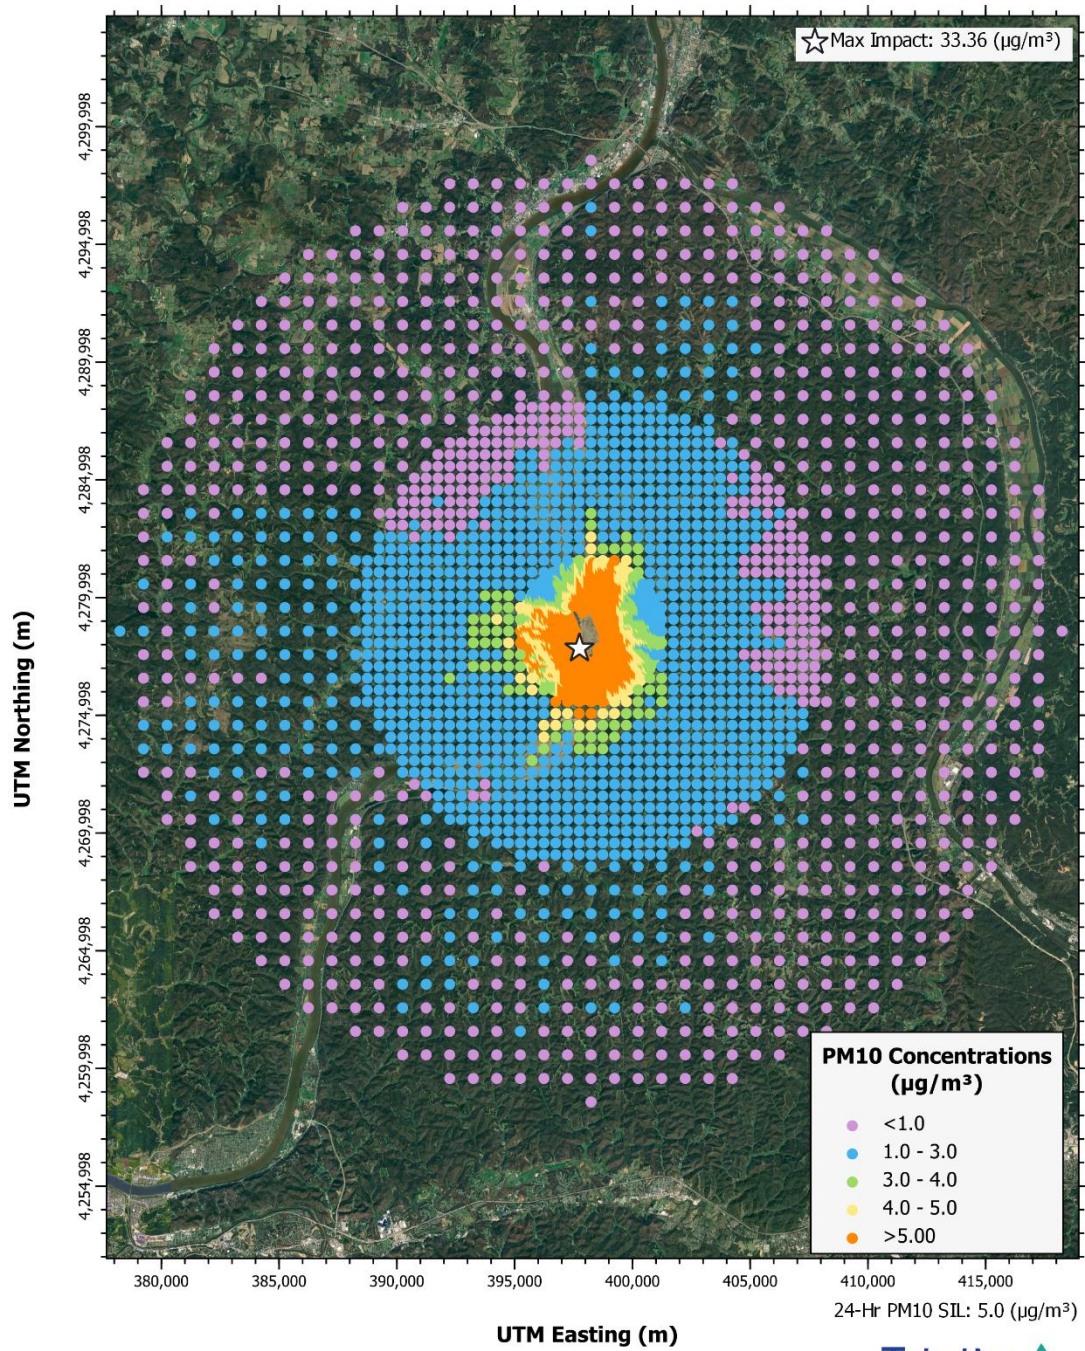 Max Impact: 33.36 (µg/m³)
4,299,998
4,294,998
4,289,998
4,284,998
4,279,998
4,274,998
4,269,998
4,264,998
4,259,998
4,254,998
UTM Northing (m)
PM10 Concentrations
(µg/m³)
<1.0
1.0 - 3.0
3.0 - 4.0
4.0 - 5.0
>5.00
380,000 385,000 390,000 395,000 400,000 405,000 410,000 415,000
24-Hr PM10 SIL: 5.0 (µg/m³)
UTM Easting (m)